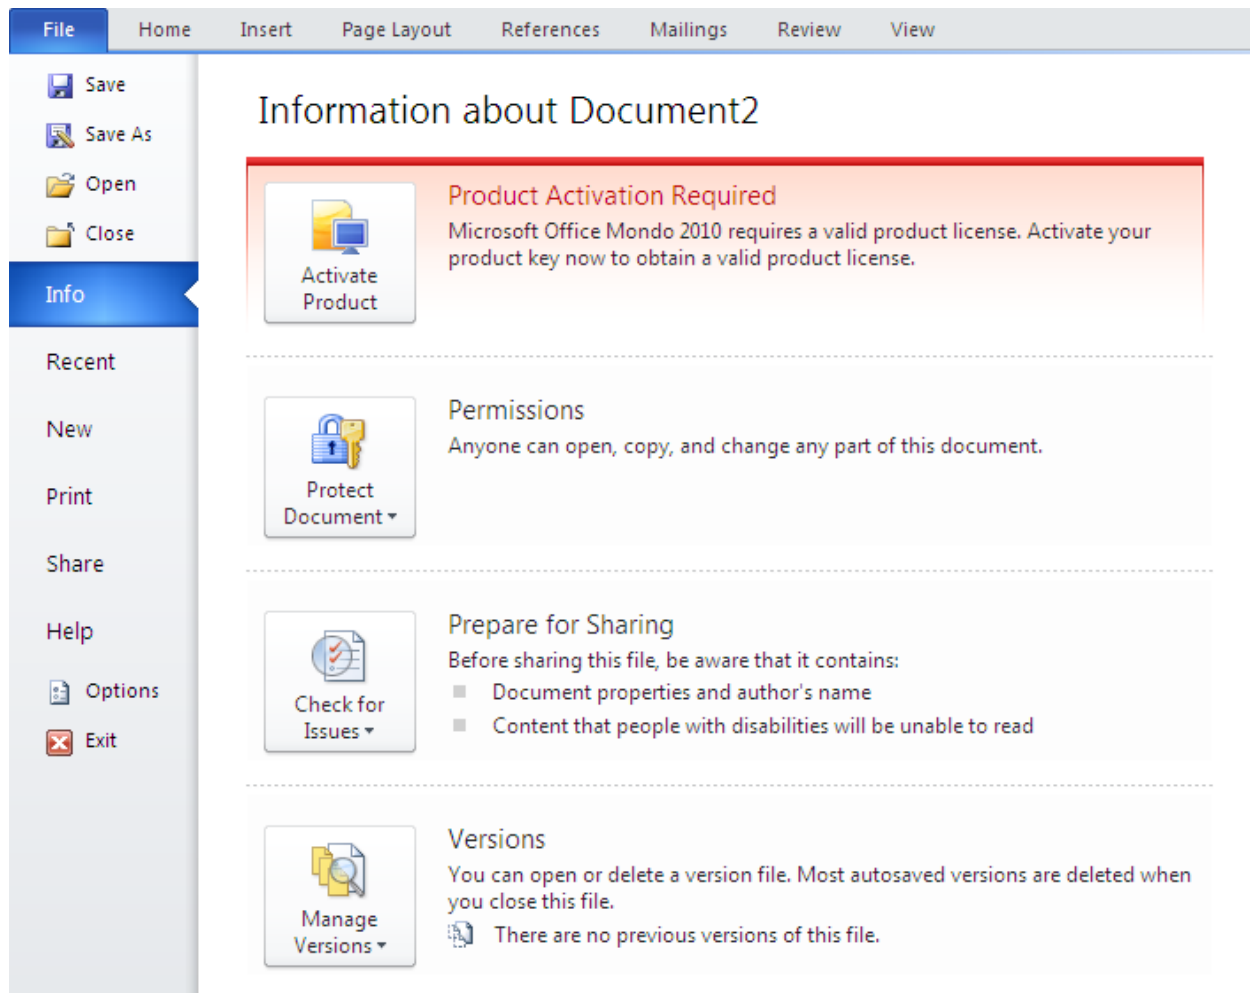 File Home Insert Page Layout References Mailings Review View
Save
Save As
Open
Close
Info
Recent
New
Print
Share
Help
Options
Exit
Information about Document2
Activate
Product
Product Activation Required
Microsoft Office Mondo 2010 requires a valid product license. Activate your
product key now to obtain a valid product license.
Protect
Document
Permissions
Anyone can open, copy, and change any part of this document.
Check for
Issues
Prepare for Sharing
Before sharing this file, be aware that it contains:
Document properties and author's name
Content that people with disabilities will be unable to read
Manage
Versions
Versions
You can open or delete a version file. Most autosaved versions are deleted when
you close this file.
There are no previous versions of this file.